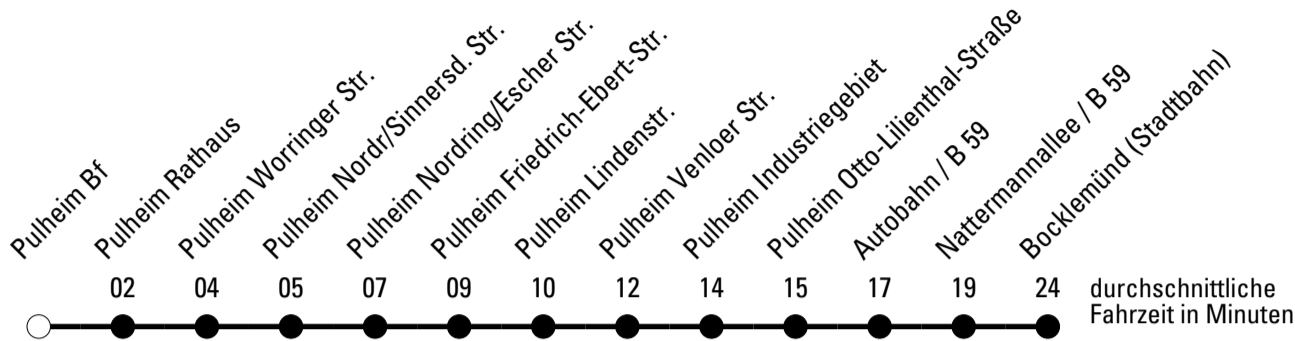 Pulheim Bf
Pulheim Rathaus
Pulheim Worringer Str.
Pulheim Nordr/Sinnersd. Str.
Pulheim Nordring/Escher Str.
Pulheim Friedrich-Ebert-Str.
Pulheim Lindenstr.
Pulheim Venloer Str.
Pulheim Industriegebiet
Pulheim Otto-Lilienthal-Straße
Autobahn / B 59
Nattermannallee / B 59
Bocklemünd (Stadtbahn)
02 04 05 07 09 10 12 14 15 17 19 24 durchschnittliche
Fahrzeit in Minuten